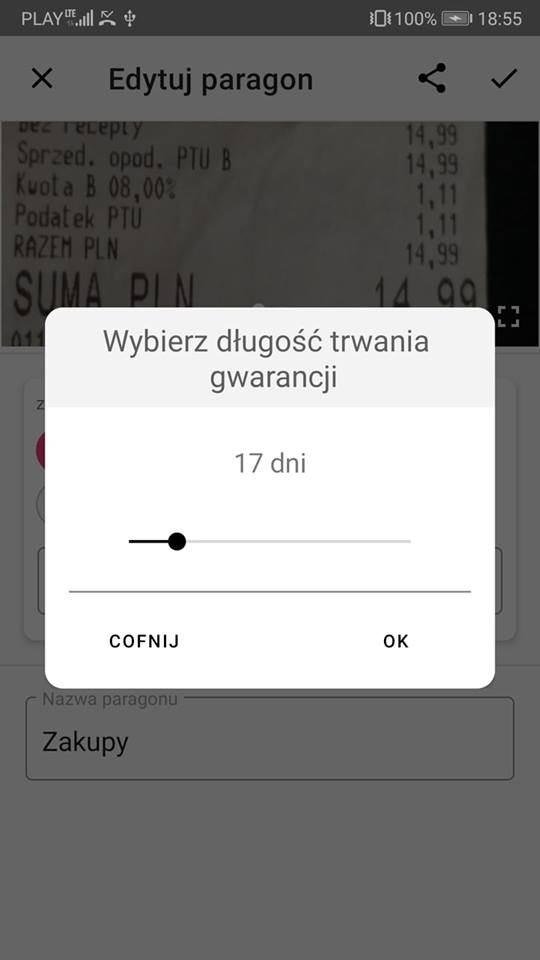 PLAY LTE 100% 18:55
Edytuj paragon
Bez recepty 14,99
Sprzed. opod. PTU B 14,99
Kwota B 08,00% 1,11
Podatek PTU 1,11
RAZEM PLN 14,99
SUMA PLN 14,99
011
Wybierz długość trwania
gwarancji
z
17 dni
COFNIJ OK
Nazwa paragonu
Zakupy